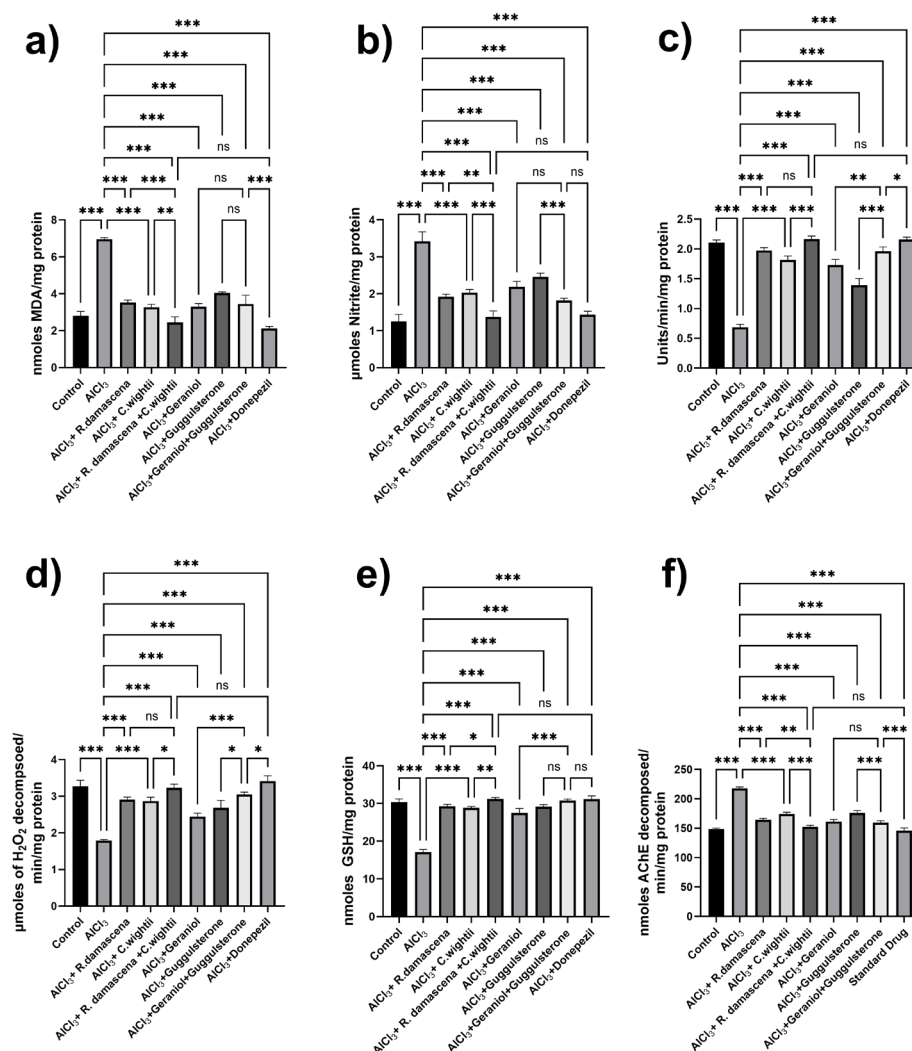 a)
***
***
***
***
***
ns
***
***
ns
***
***
***
**
nmoles MDA/mg protein
8
6
4
2
0
Control
AlCl₃
AlCl₃+ R.damascena
AlCl₃+ C.wightii
AlCl₃+ R. damascena +C.wightii
AlCl₃+Geraniol
AlCl₃+Guggulsterone
AlCl₃+Geraniol+Guggulsterone
AlCl₃+Donepezil
b)
***
***
***
***
***
ns
***
**
ns
ns
***
***
***
***
µmoles Nitrite/mg protein
4
3
2
1
0
Control
AlCl₃
AlCl₃+ R.damascena
AlCl₃+ C.wightii
AlCl₃+ R. damascena +C.wightii
AlCl₃+Geraniol
AlCl₃+Guggulsterone
AlCl₃+Geraniol+Guggulsterone
AlCl₃+Donepezil
c)
***
***
***
***
***
ns
***
ns
**
*
***
***
***
***
Units/min/mg protein
2.5
2.0
1.5
1.0
0.5
0.0
Control
AlCl₃
AlCl₃+ R.damascena
AlCl₃+ C.wightii
AlCl₃+ R. damascena +C.wightii
AlCl₃+Geraniol
AlCl₃+Guggulsterone
AlCl₃+Geraniol+Guggulsterone
AlCl₃+Donepezil
d)
***
***
***
***
***
ns
***
ns
***
***
***
*
*
*
µmoles of H₂O₂ decompsoed/
min/mg protein
4
3
2
1
0
Control
AlCl₃
AlCl₃+ R.damascena
AlCl₃+ C.wightii
AlCl₃+ R. damascena +C.wightii
AlCl₃+Geraniol
AlCl₃+Guggulsterone
AlCl₃+Geraniol+Guggulsterone
AlCl₃+Donepezil
e)
***
***
***
***
***
ns
***
*
***
***
***
**
ns
ns
nmoles GSH/mg protein
40
30
20
10
0
Control
AlCl₃
AlCl₃+ R.damascena
AlCl₃+ C.wightii
AlCl₃+ R. damascena +C.wightii
AlCl₃+Geraniol
AlCl₃+Guggulsterone
AlCl₃+Geraniol+Guggulsterone
AlCl₃+Donepezil
f)
***
***
***
***
***
ns
***
**
ns
***
***
***
***
***
nmoles AChE decomposed/
min/mg protein
250
200
150
100
50
0
Control
AlCl₃
AlCl₃+ R.damascena
AlCl₃+ C.wightii
AlCl₃+ R. damascena +C.wightii
AlCl₃+Geraniol
AlCl₃+Guggulsterone
AlCl₃+Geraniol+Guggulsterone
Standard Drug